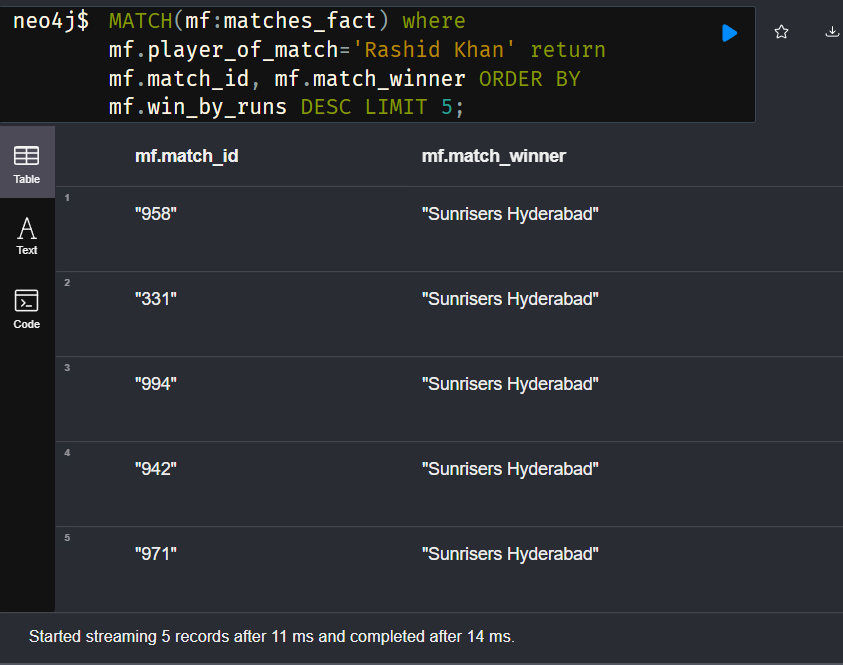 neo4j$ MATCH(mf:matches_fact) where
mf.player_of_match='Rashid Khan' return
mf.match_id, mf.match_winner ORDER BY
mf.win_by_runs DESC LIMIT 5;
Table
Text
Code
mf.match_id mf.match_winner
1 "958" "Sunrisers Hyderabad"
2 "331" "Sunrisers Hyderabad"
3 "994" "Sunrisers Hyderabad"
4 "942" "Sunrisers Hyderabad"
5 "971" "Sunrisers Hyderabad"
Started streaming 5 records after 11 ms and completed after 14 ms.